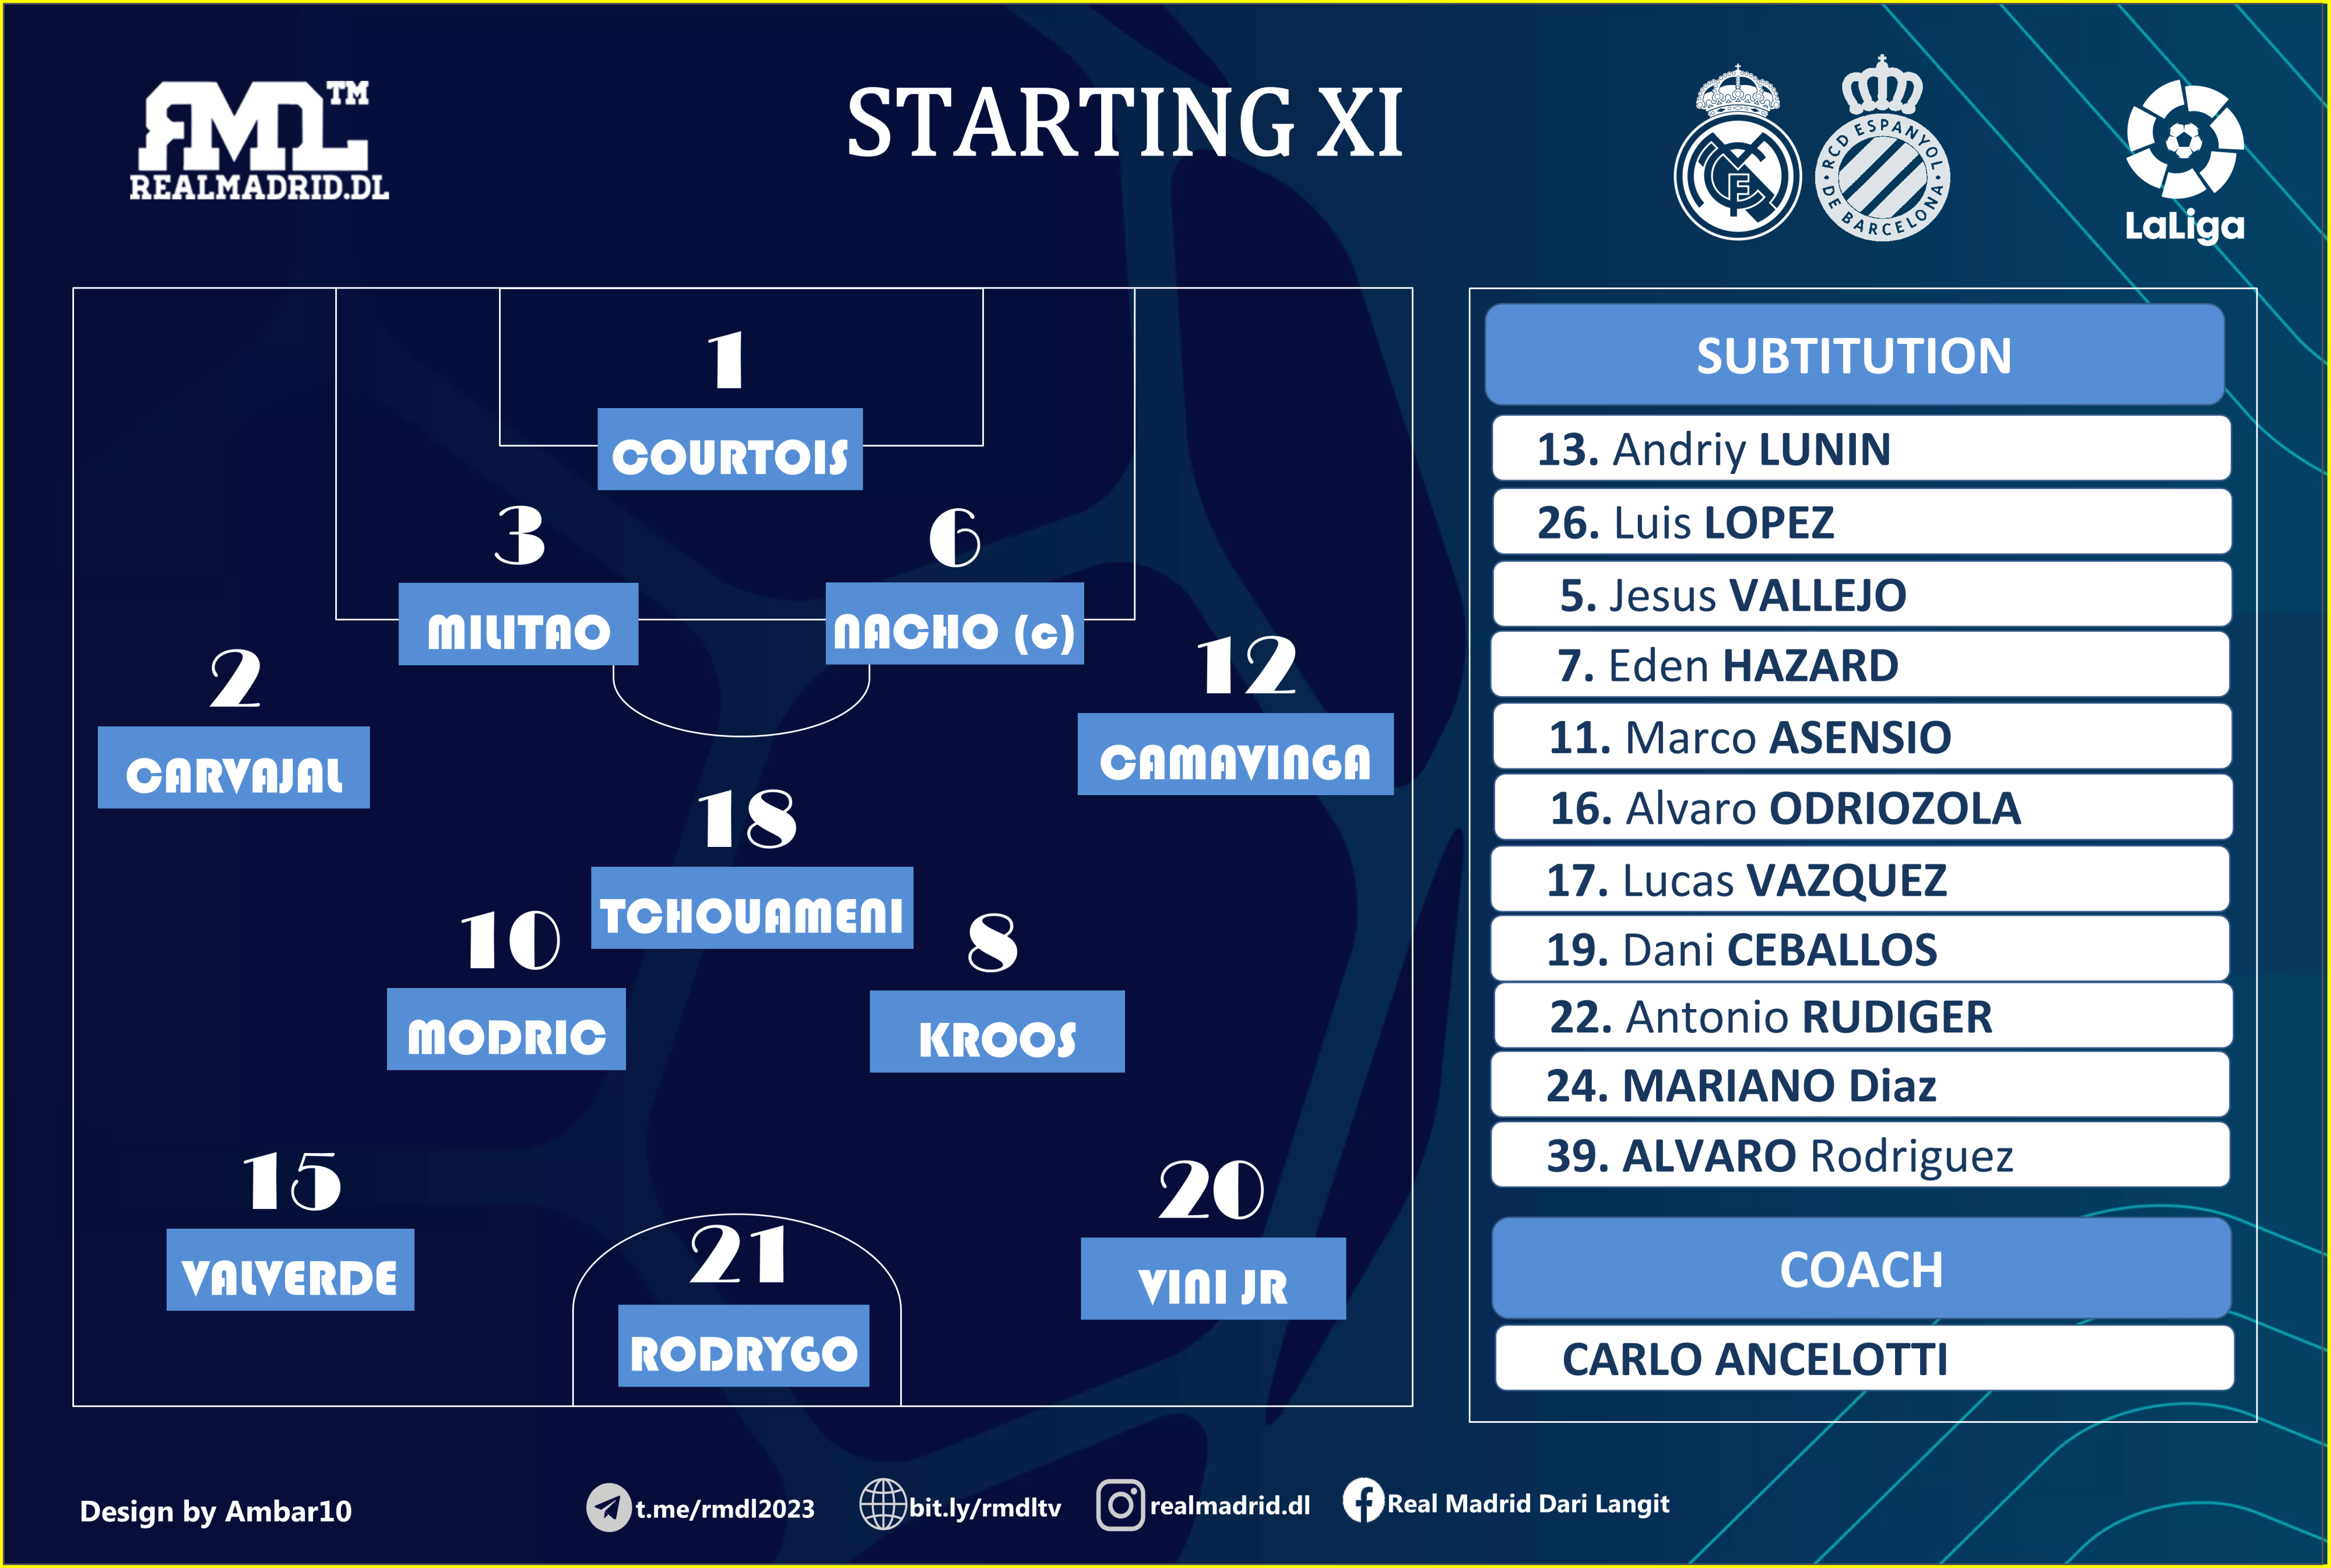 RML™
REALMADRID.DL
STARTING XI
RCD ESPANYOL
DE BARCELONA
LaLiga
1
COURTOIS
3
MILITAO
6
NACHO (c)
2
CARVAJAL
12
CAMAVINGA
18
TCHOUAMENI
10
MODRIC
8
KROOS
15
VALVERDE
21
RODRYGO
20
VINI JR
SUBTITUTION
13. Andriy LUNIN
26. Luis LOPEZ
5. Jesus VALLEJO
7. Eden HAZARD
11. Marco ASENSIO
16. Alvaro ODRIOZOLA
17. Lucas VAZQUEZ
19. Dani CEBALLOS
22. Antonio RUDIGER
24. MARIANO Diaz
39. ALVARO Rodriguez
COACH
CARLO ANCELOTTI
Design by Ambar10
t.me/rmdl2023
bit.ly/rmdltv
realmadrid.dl
Real Madrid Dari Langit